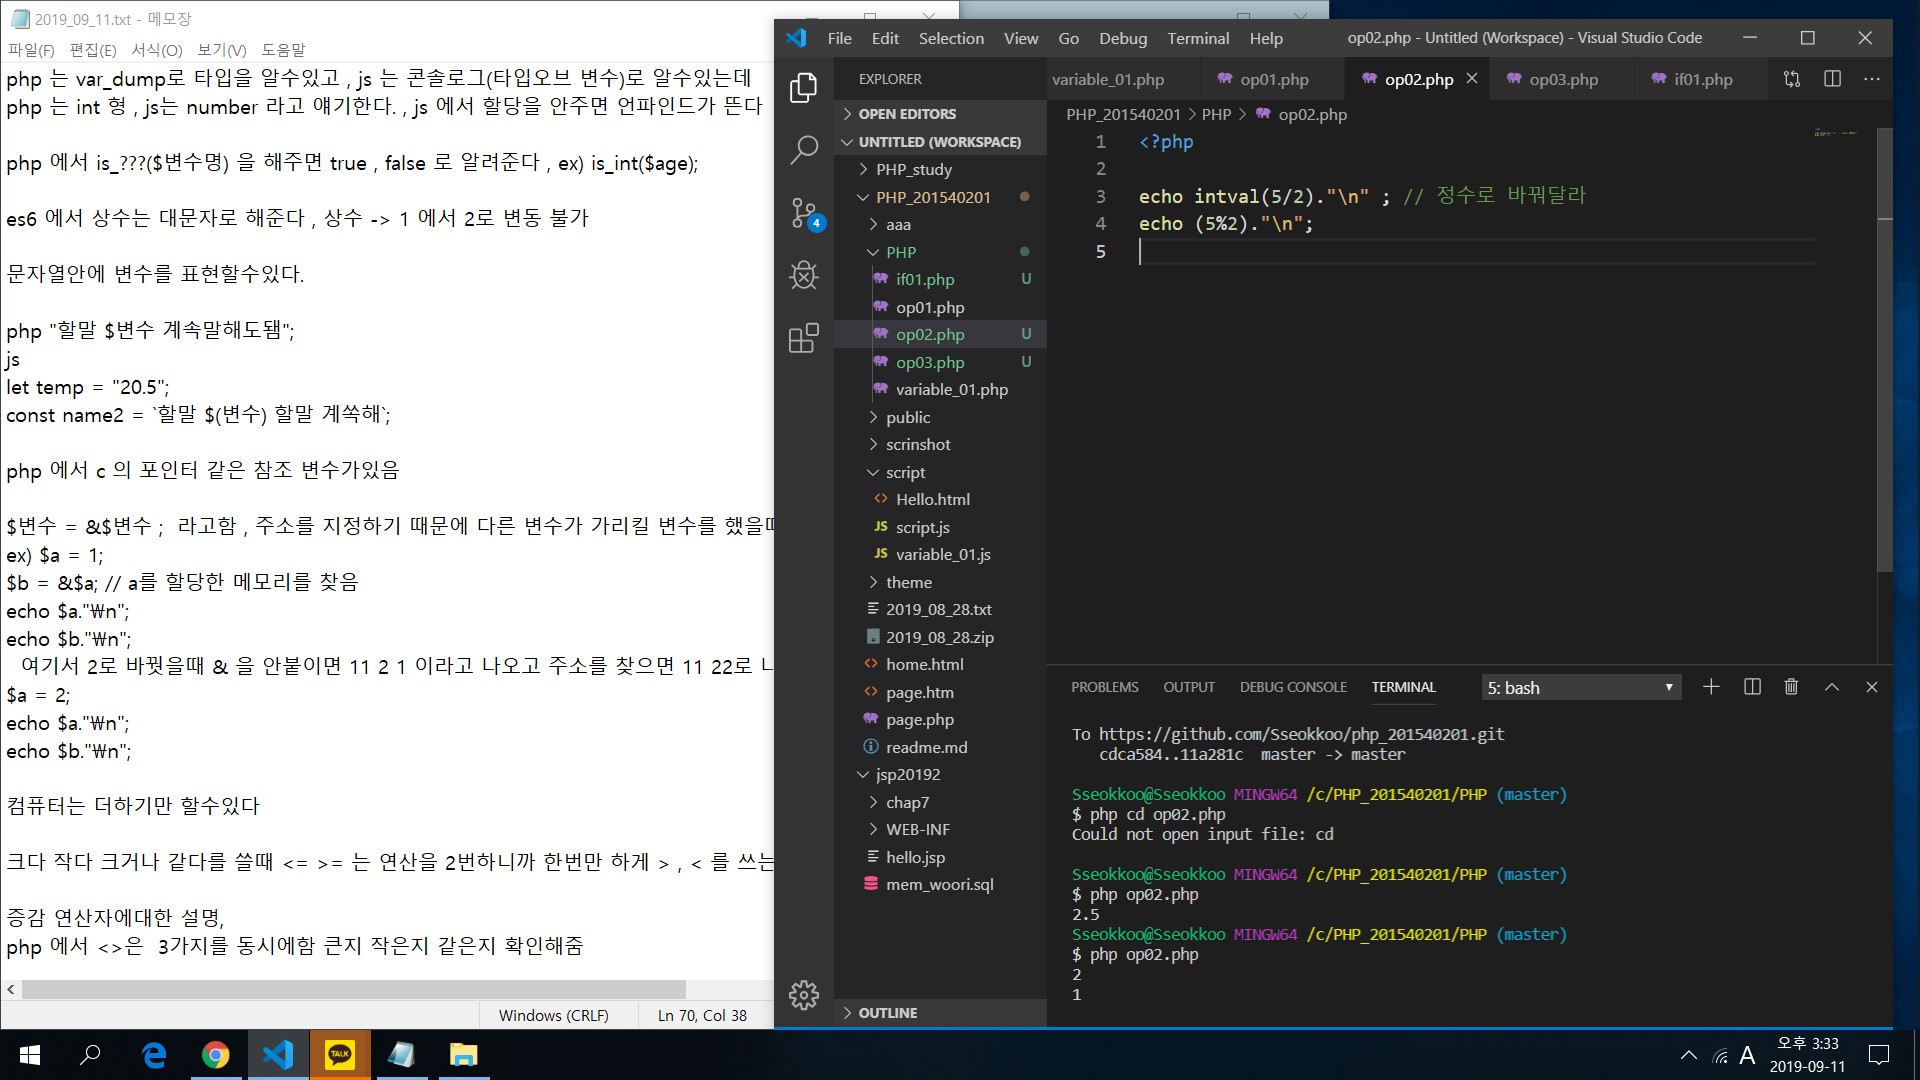 2019_09_11.txt - 메모장
파일(F) 편집(E) 서식(O) 보기(V) 도움말
php 는 var_dump로 타입을 알수있고 , js 는 콘솔로그(타입오브 변수)로 알수있는데
php 는 int 형 , js는 number 라고 얘기한다. , js 에서 할당을 안주면 언파인드가 뜬다
php 에서 is_???($변수명) 을 해주면 true , false 로 알려준다 , ex) is_int($age);
es6 에서 상수는 대문자로 해준다 , 상수 -> 1 에서 2로 변동 불가
문자열안에 변수를 표현할수있다.
php "할말 $변수 계속말해도됌";
js
let temp = "20.5";
const name2 = `할말 $(변수) 할말 계쏙해`;
php 에서 c 의 포인터 같은 참조 변수가있음
$변수 = &$변수 ; 라고함 , 주소를 지정하기 때문에 다른 변수가 가리킬 변수를 했을때
ex) $a = 1;
$b = &$a; // a를 할당한 메모리를 찾음
echo $a."₩n";
echo $b."₩n";
여기서 2로 바꿧을때 & 을 안붙이면 11 2 1 이라고 나오고 주소를 찾으면 11 22로
$a = 2;
echo $a."₩n";
echo $b."₩n";
컴퓨터는 더하기만 할수있다
크다 작다 크거나 같다를 쓸때 <= >= 는 연산을 2번하니까 한번만 하게 > , < 를 쓰는
증감 연산자에대한 설명,
php 에서 <>은 3가지를 동시에함 큰지 작은지 같은지 확인해줌
Windows (CRLF) Ln 70, Col 38
File Edit Selection View Go Debug Terminal Help op02.php - Untitled (Workspace) - Visual Studio Code
EXPLORER
OPEN EDITORS
UNTITLED (WORKSPACE)
PHP_study
PHP_201540201
aaa
PHP
if01.php U
op01.php
op02.php U
op03.php U
variable_01.php
public
scrinshot
script
Hello.html
JS script.js
JS variable_01.js
theme
2019_08_28.txt
2019_08_28.zip
home.html
page.htm
page.php
readme.md
jsp20192
chap7
WEB-INF
hello.jsp
mem_woori.sql
OUTLINE
4
variable_01.php op01.php op02.php op03.php if01.php
PHP_201540201 > PHP > op02.php
1 <?php
2
3 echo intval(5/2)."\n" ; // 정수로 바꿔달라
4 echo (5%2)."\n";
5
PROBLEMS OUTPUT DEBUG CONSOLE TERMINAL 5: bash
To https://github.com/Sseokkoo/php_201540201.git
cdca584..11a281c master -> master
Sseokkoo@Sseokkoo MINGW64 /c/PHP_201540201/PHP (master)
$ php cd op02.php
Could not open input file: cd
Sseokkoo@Sseokkoo MINGW64 /c/PHP_201540201/PHP (master)
$ php op02.php
2.5
Sseokkoo@Sseokkoo MINGW64 /c/PHP_201540201/PHP (master)
$ php op02.php
2
1
TALK
A 오후 3:33
2019-09-11